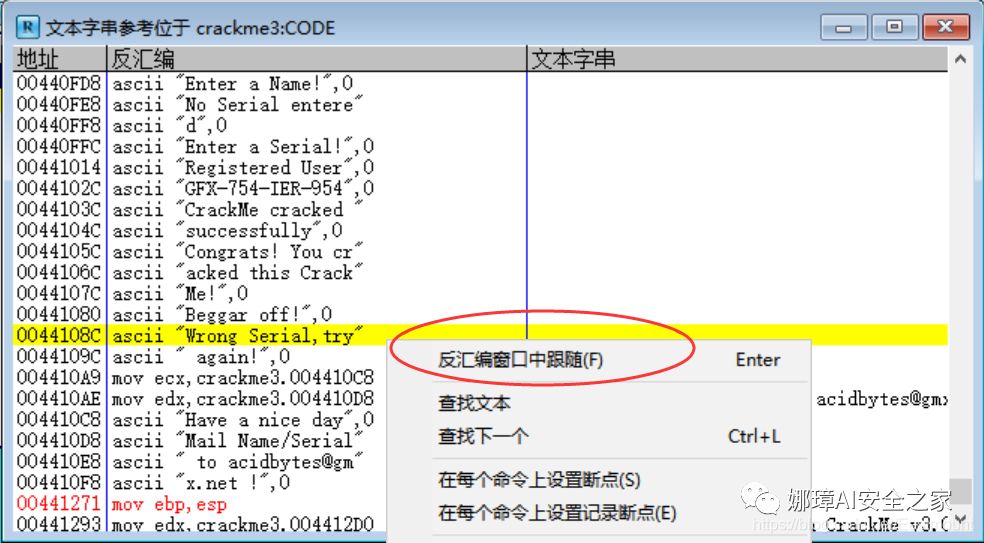 R 文本字串参考位于 crackme3:CODE
地址 反汇编 文本字串
00440FD8 ascii "Enter a Name!",0
00440FE8 ascii "No Serial entere"
00440FF8 ascii "d",0
00440FFC ascii "Enter a Serial!",0
00441014 ascii "Registered User",0
0044102C ascii "GFX-754-IER-954",0
0044103C ascii "CrackMe cracked "
0044104C ascii "successfully",0
0044105C ascii "Congrats! You cr"
0044106C ascii "acked this Crack"
0044107C ascii "Me!",0
00441080 ascii "Beggar off!",0
0044108C ascii "Wrong Serial,try"
0044109C ascii " again!",0
反汇编窗口中跟随(F) Enter
004410A9 mov ecx,crackme3.004410C8
004410AE mov edx,crackme3.004410D8 acidbytes@gmx
查找文本
004410C8 ascii "Have a nice day",0
004410D8 ascii "Mail Name/Serial"
查找下一个 Ctrl+L
004410E8 ascii " to acidbytes@gm"
004410F8 ascii "x.net !",0
在每个命令上设置断点(S)
00441271 mov ebp,esp
00441293 mov edx,crackme3.004412D0 CrackMe v3.0
在每个命令上设置记录断点(E)
娜璋AI安全之家